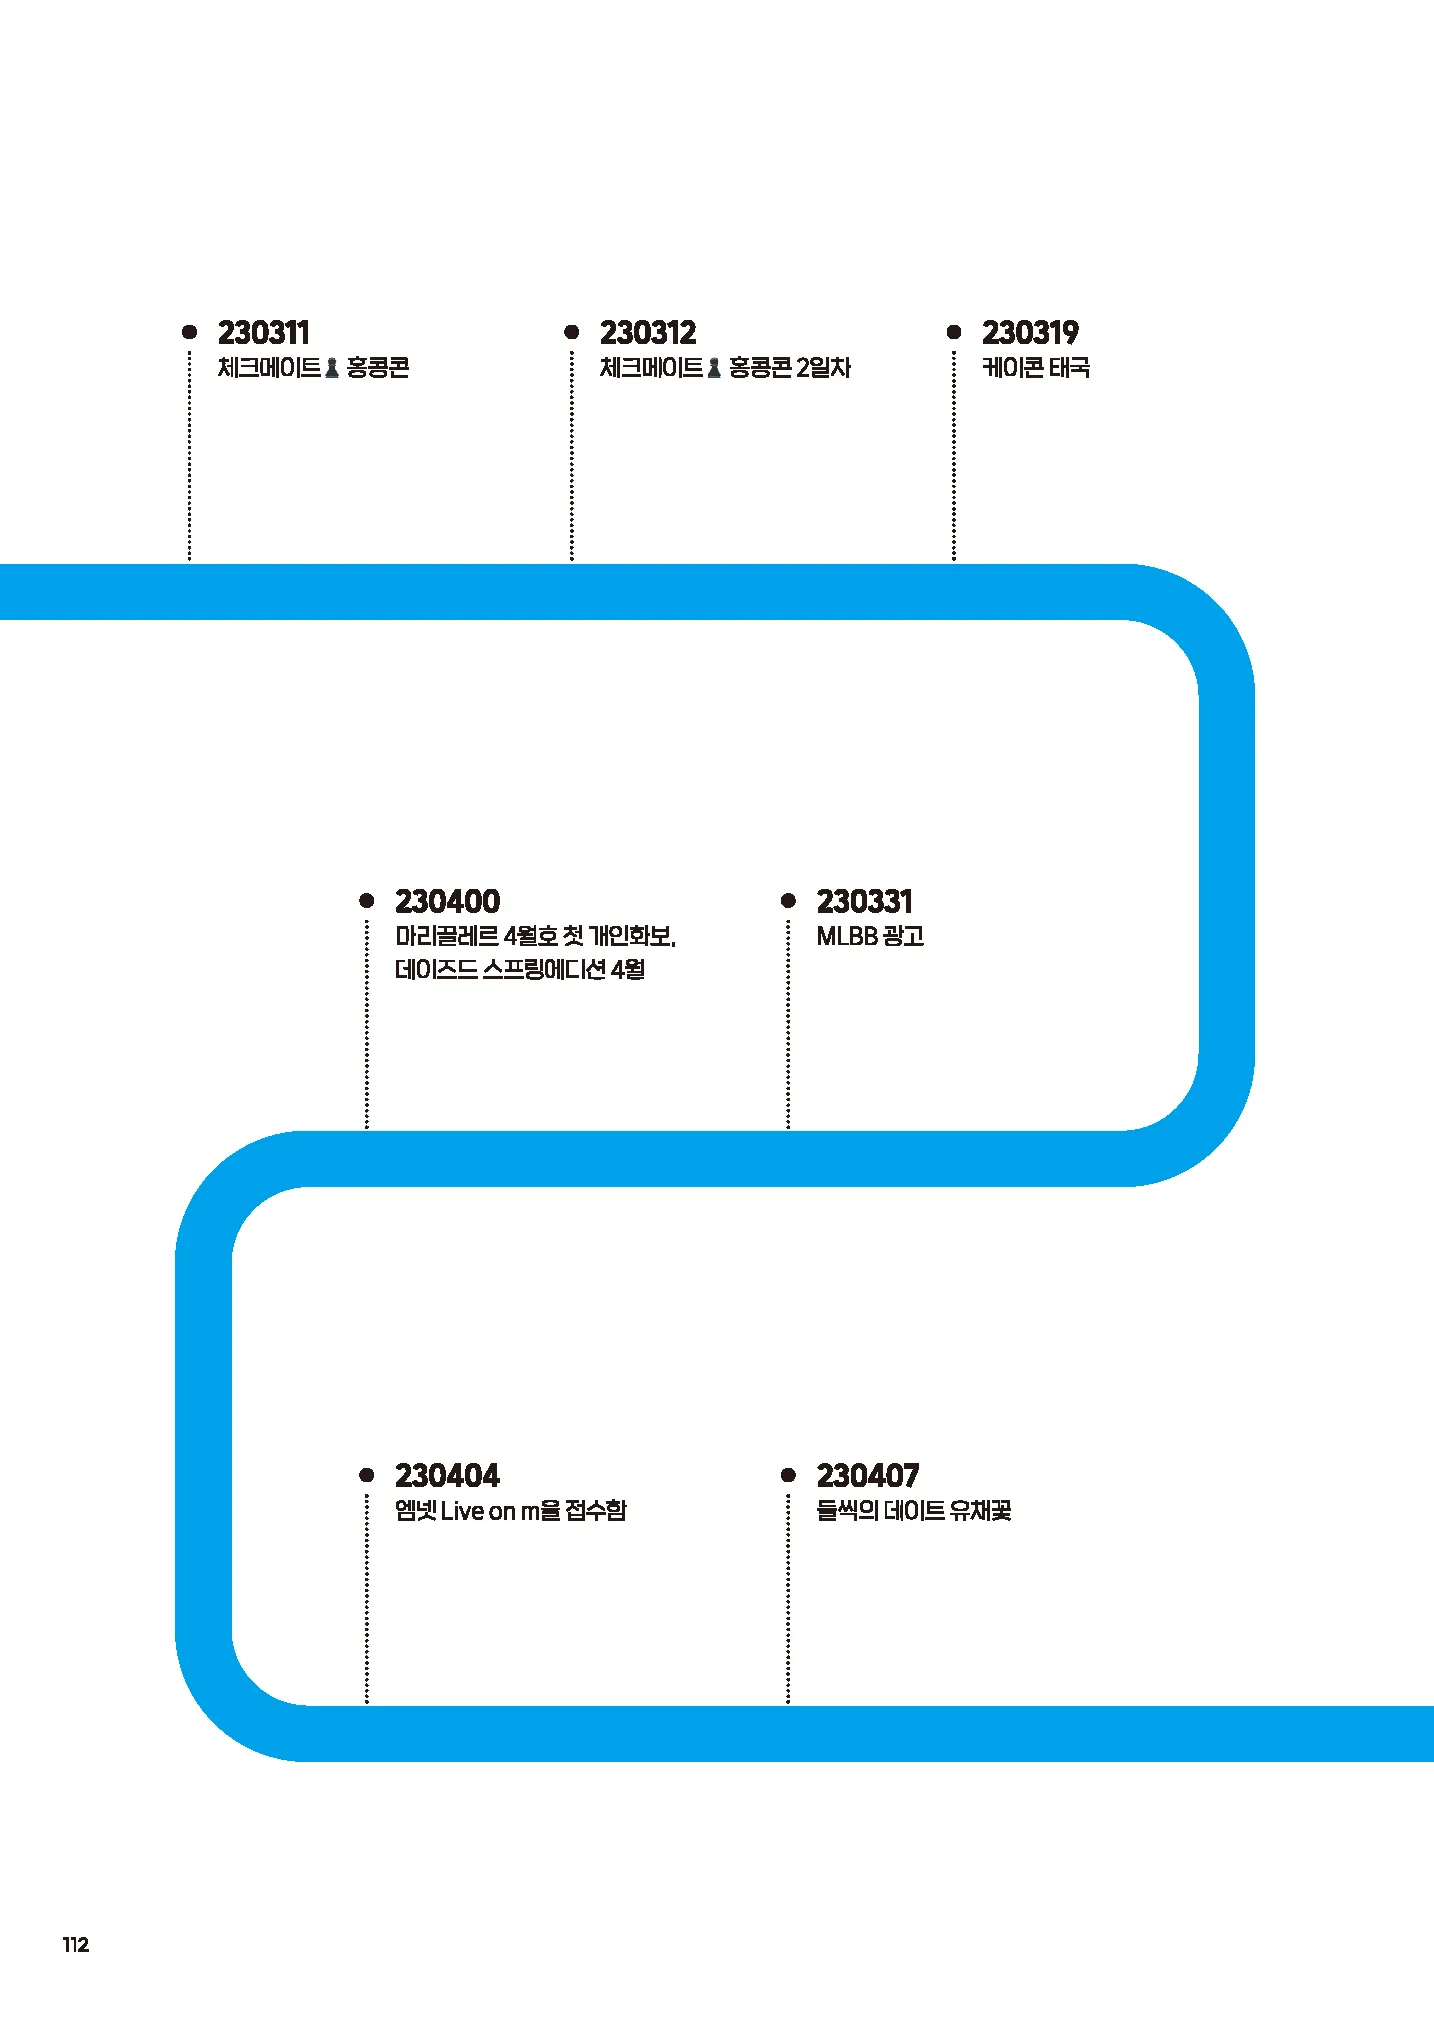 230311
체크메이트♟ 홍콩콘
230312
체크메이트♟ 홍콩콘 2일차
230319
케이콘 태국
230331
MLBB 광고
230400
마리끌레르 4월호 첫 개인화보,
데이즈드 스프링에디션 4월
230404
엠넷 Live on m을 접수함
230407
들씩의 데이트 유채꽃
112